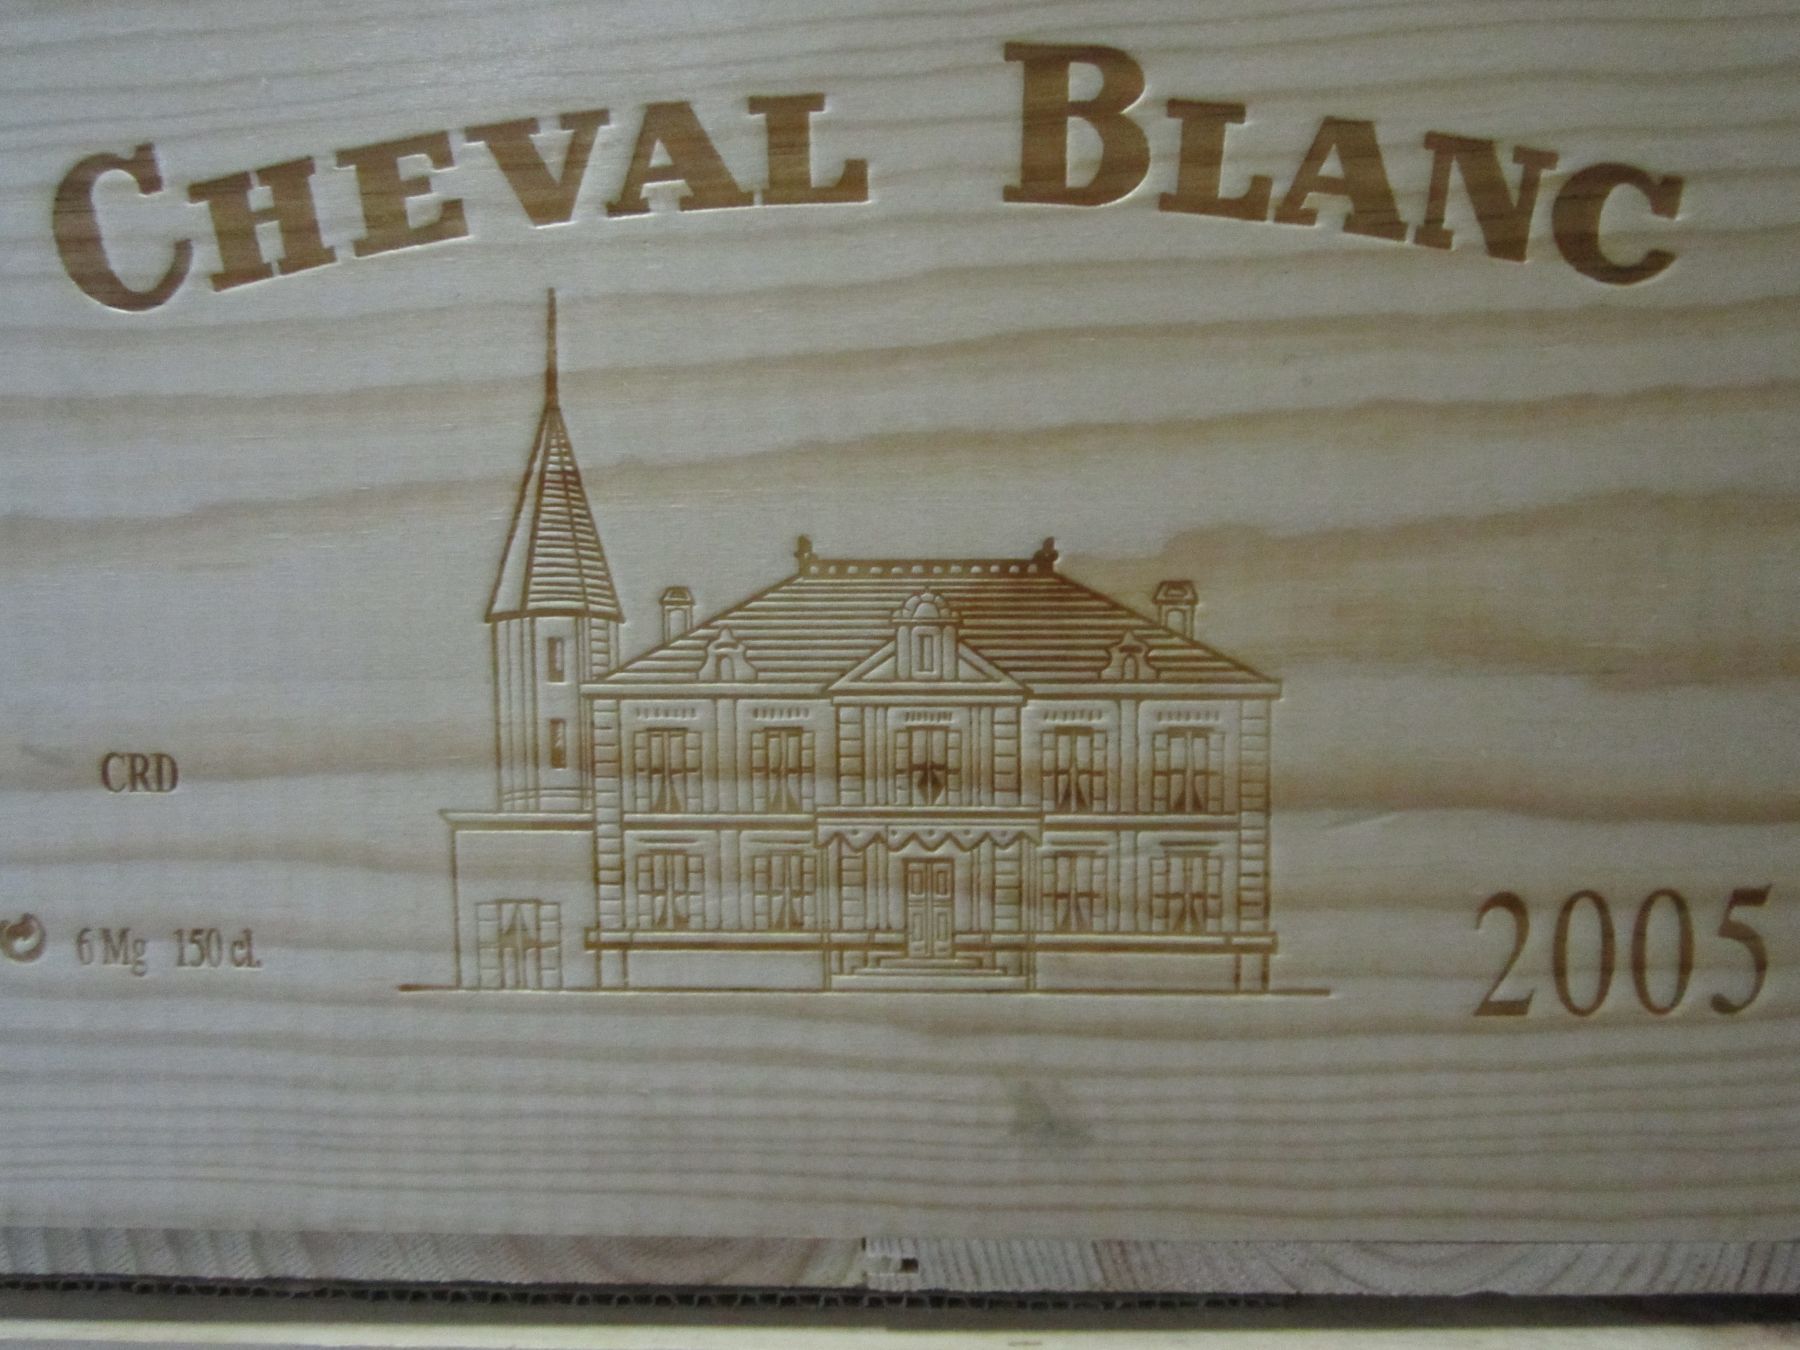 CHEVAL BLANC
CRD
6 Mg 150 cl.
2005